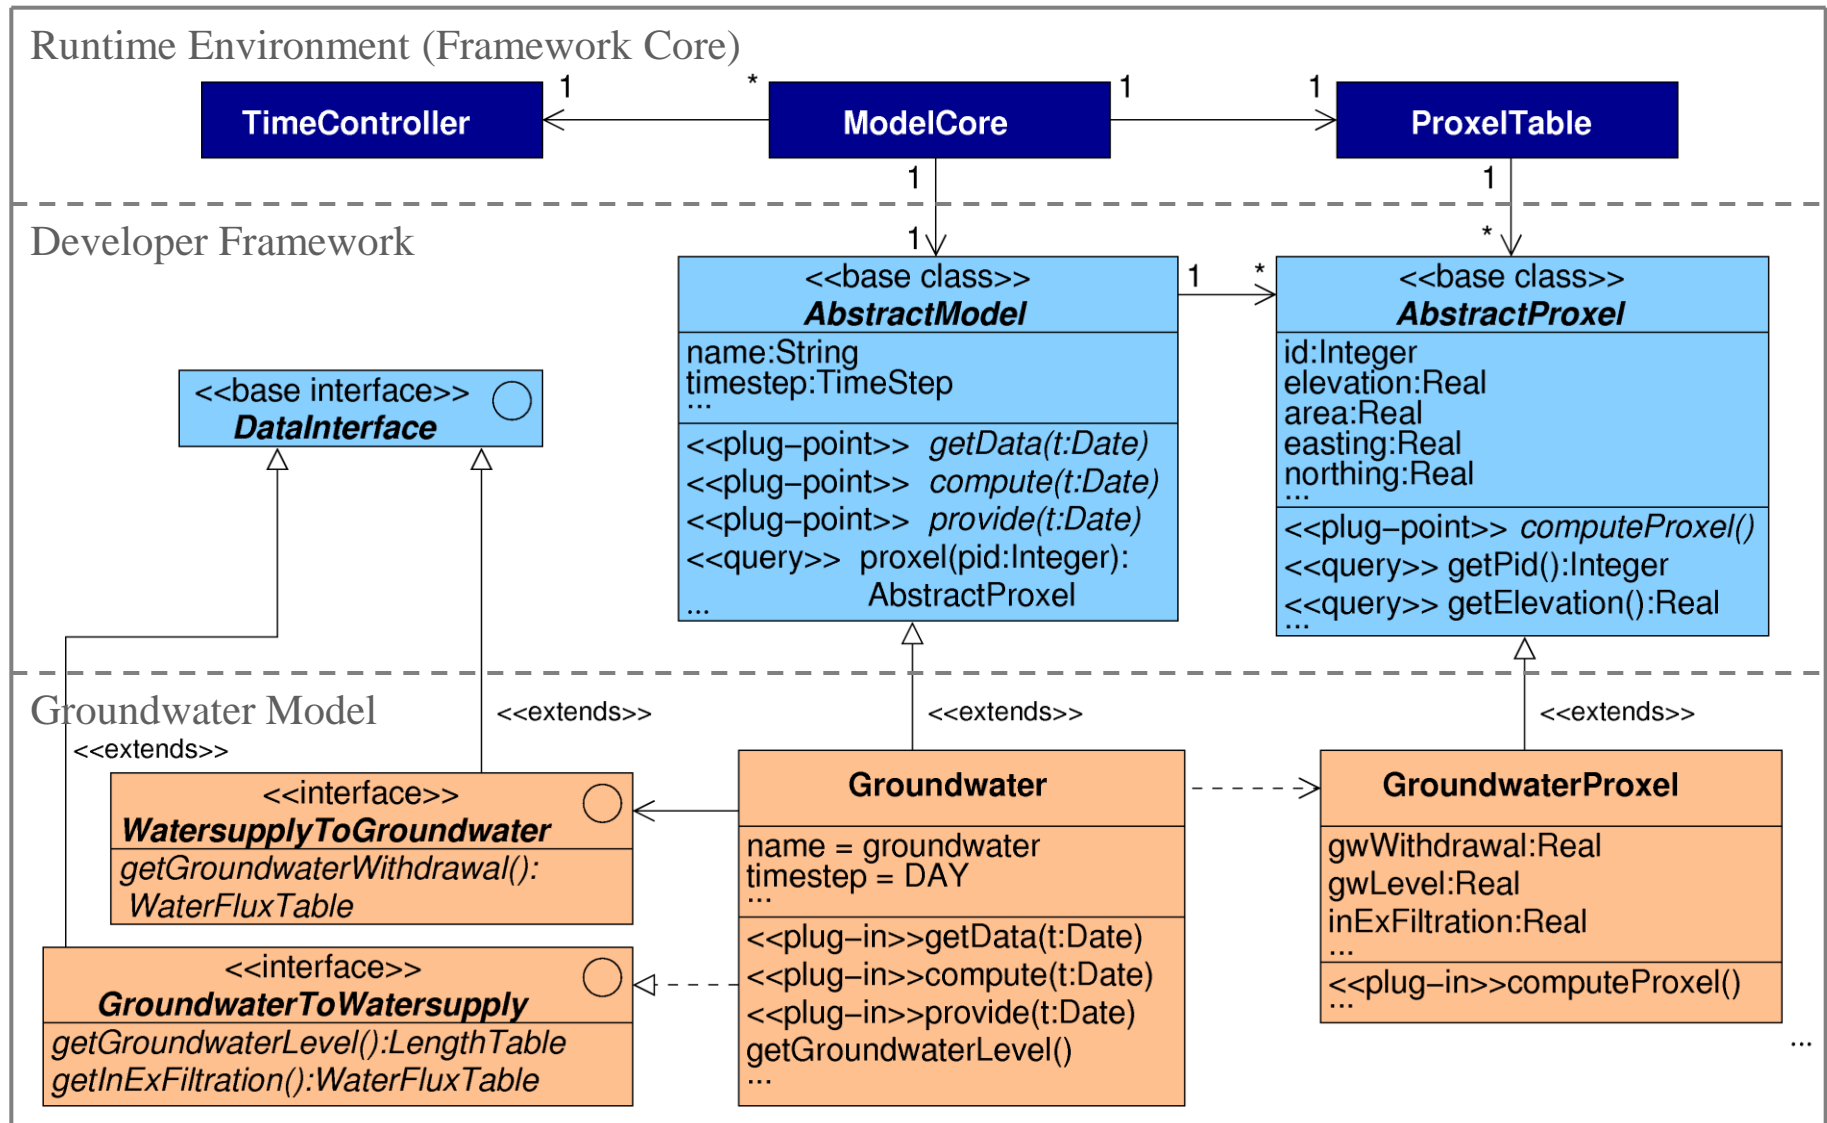 Runtime Environment (Framework Core)
1
*
1
1
TimeController
ModelCore
ProxelTable
1
1
Developer Framework
1
*
<<base class>>
AbstractModel
name:String
timestep:TimeStep
...
<<plug-point>> getData(t:Date)
<<plug-point>> compute(t:Date)
<<plug-point>> provide(t:Date)
<<query>> proxel(pid:Integer):
AbstractProxel
...
1
*
<<base class>>
AbstractProxel
id:Integer
elevation:Real
area:Real
easting:Real
northing:Real
...
<<plug-point>> computeProxel()
<<query>> getPid():Integer
<<query>> getElevation():Real
...
<<base interface>>
DataInterface
Groundwater Model
<<extends>>
<<extends>>
<<extends>>
<<extends>>
<<interface>>
WatersupplyToGroundwater
getGroundwaterWithdrawal():
WaterFluxTable
<<interface>>
GroundwaterToWatersupply
getGroundwaterLevel():LengthTable
getInExFiltration():WaterFluxTable
Groundwater
name = groundwater
timestep = DAY
...
<<plug-in>>getData(t:Date)
<<plug-in>>compute(t:Date)
<<plug-in>>provide(t:Date)
getGroundwaterLevel()
...
GroundwaterProxel
gwWithdrawal:Real
gwLevel:Real
inExFiltration:Real
...
<<plug-in>>computeProxel()
...
...